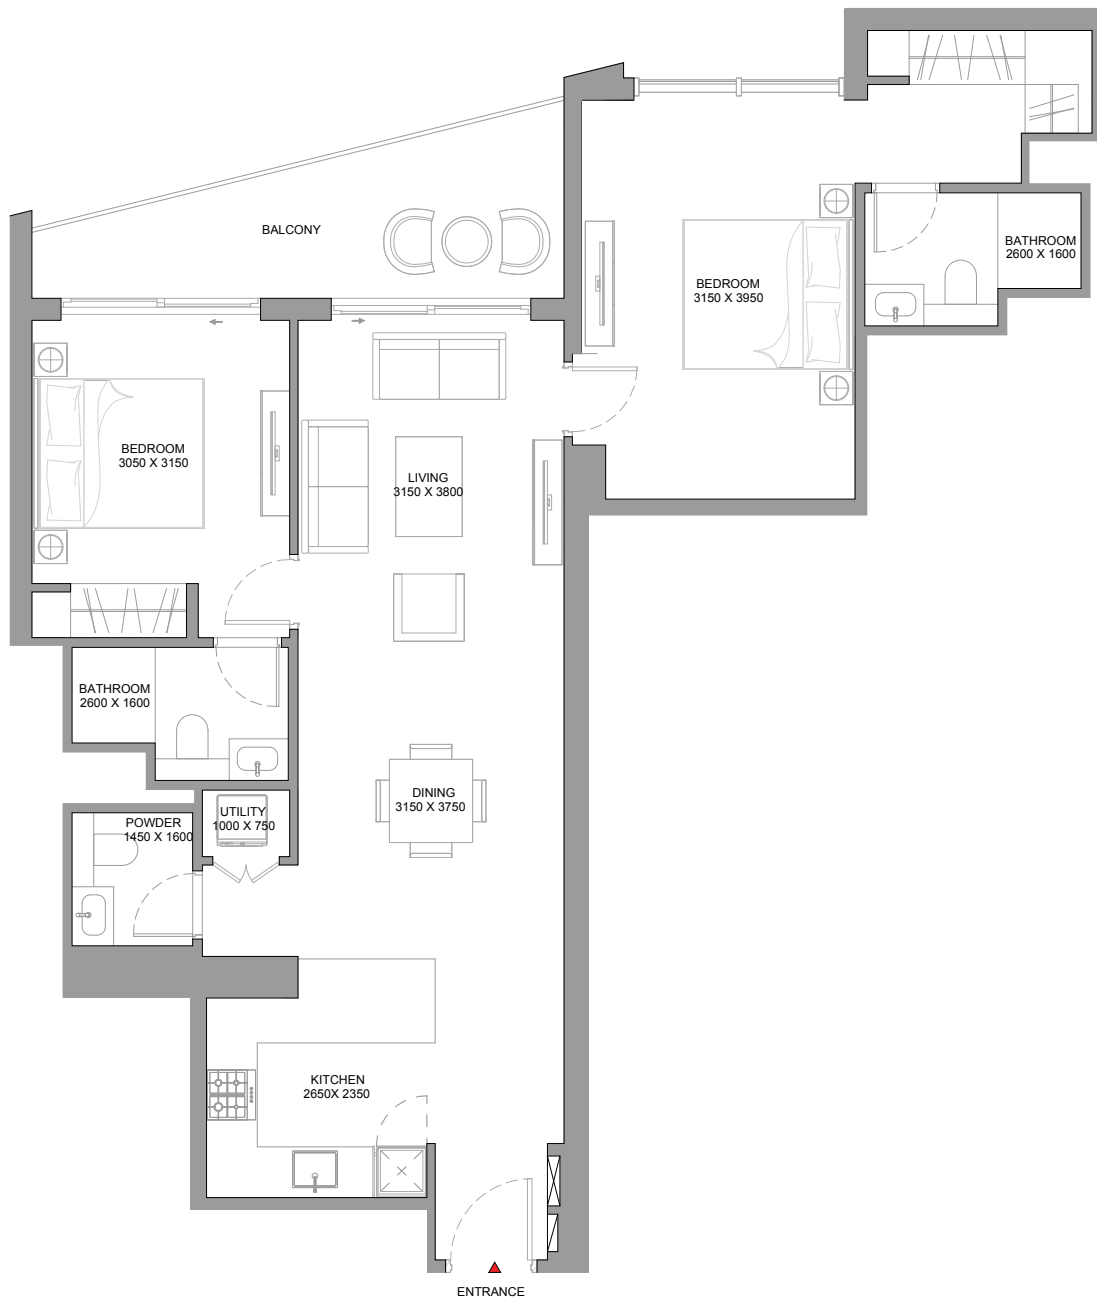 BALCONY
BATHROOM
2600 X 1600
BEDROOM
3150 X 3950
BEDROOM
3050 X 3150
LIVING
3150 X 3800
BATHROOM
2600 X 1600
DINING
3150 X 3750
UTILITY
1000 X 750
POWDER
1450 X 1600
KITCHEN
2650X 2350
ENTRANCE